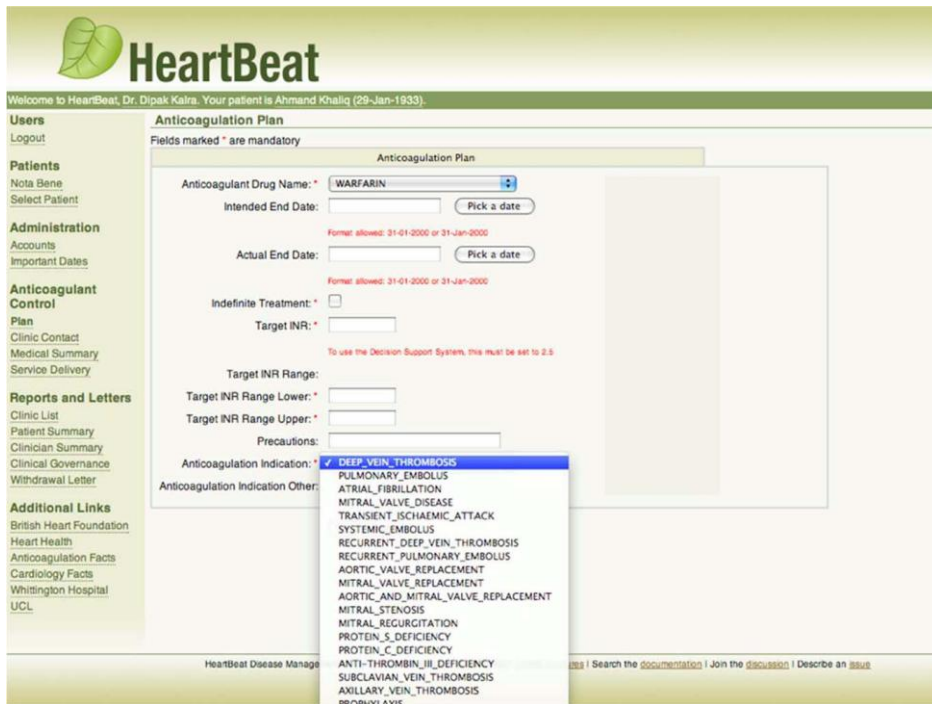 HeartBeat
Welcome to HeartBeat, Dr. Dipak Kalra. Your patient is Ahmand Khaliq (29-Jan-1933).
Users
Logout
Patients
Nota Bene
Select Patient
Administration
Accounts
Important Dates
Anticoagulant
Control
Plan
Clinic Contact
Medical Summary
Service Delivery
Reports and Letters
Clinic List
Patient Summary
Clinician Summary
Clinical Governance
Withdrawal Letter
Additional Links
British Heart Foundation
Heart Health
Anticoagulation Facts
Cardiology Facts
Whittington Hospital
UCL
Anticoagulation Plan
Fields marked * are mandatory
Anticoagulation Plan
Anticoagulant Drug Name: * WARFARIN
Intended End Date: Pick a date
Format allowed: 31-01-2000 or 31-Jan-2000
Actual End Date: Pick a date
Format allowed: 31-01-2000 or 31-Jan-2000
Indefinite Treatment: *
Target INR: *
To use the Decision Support System, this must be set to 2.5
Target INR Range:
Target INR Range Lower: *
Target INR Range Upper: *
Precautions:
Anticoagulation Indication: * ✓ DEEP_VEIN_THROMBOSIS
PULMONARY_EMBOLUS
ATRIAL_FIBRILLATION
MITRAL_VALVE_DISEASE
Anticoagulation Indication Other:
TRANSIENT_ISCHAEMIC_ATTACK
SYSTEMIC_EMBOLUS
RECURRENT_DEEP_VEIN_THROMBOSIS
RECURRENT_PULMONARY_EMBOLUS
AORTIC_VALVE_REPLACEMENT
MITRAL_VALVE_REPLACEMENT
AORTIC_AND_MITRAL_VALVE_REPLACEMENT
MITRAL_STENOSIS
MITRAL_REGURGITATION
PROTEIN_S_DEFICIENCY
PROTEIN_C_DEFICIENCY
ANTI-THROMBIN_III_DEFICIENCY
SUBCLAVIAN_VEIN_THROMBOSIS
AXILLARY_VEIN_THROMBOSIS
PROPHYLAXIS
HeartBeat Disease Manage
| Search the documentation | Join the discussion | Describe an issue